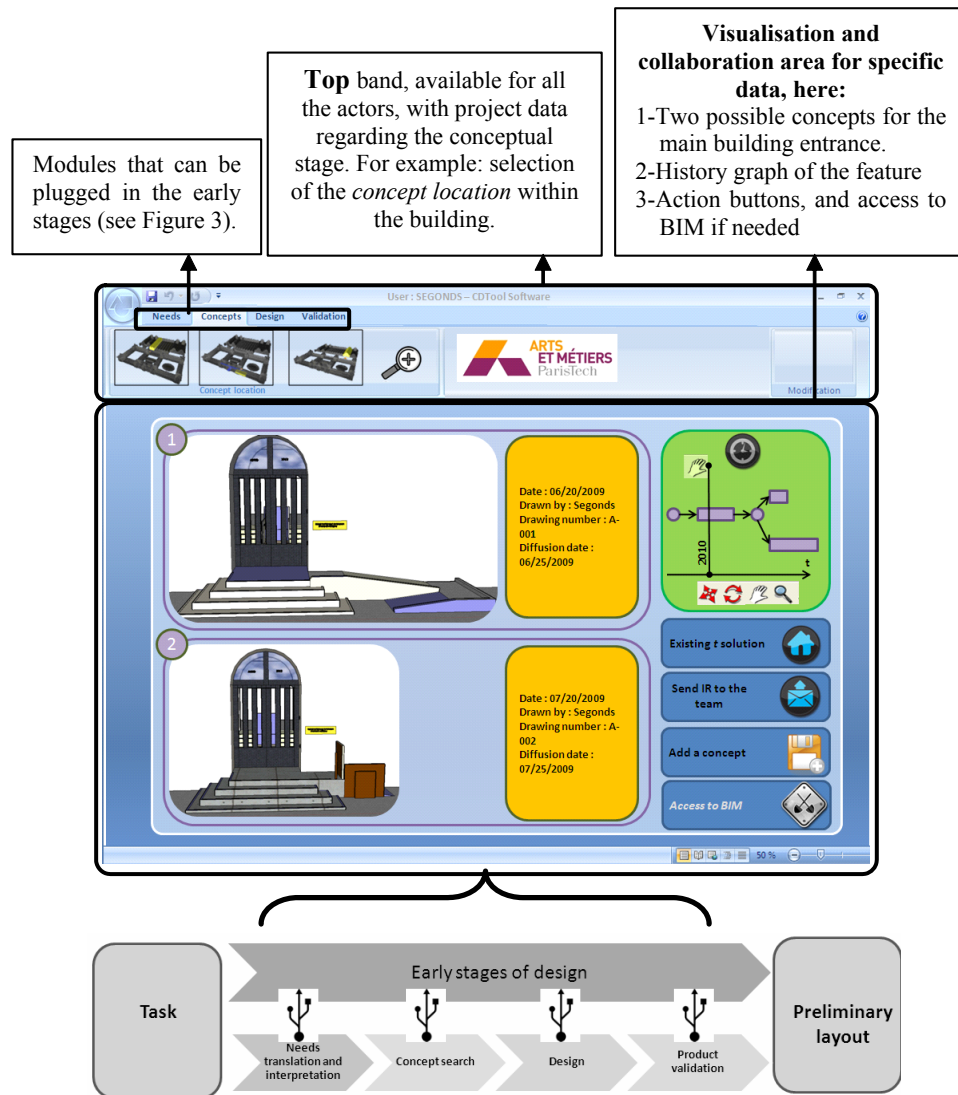 Modules that can be
plugged in the early
stages (see Figure 3).
Top band, available for all
the actors, with project data
regarding the conceptual
stage. For example: selection
of the concept location within
the building.
Visualisation and
collaboration area for specific
data, here:
1-Two possible concepts for the
main building entrance.
2-History graph of the feature
3-Action buttons, and access to
BIM if needed
User : SEGONDS – CDTool Software
Needs Concepts Design Validation
Concept location
ARTS
ET MÉTIERS
ParisTech
Modification
1
Date : 06/20/2009
Drawn by : Segonds
Drawing number : A-
001
Diffusion date :
06/25/2009
2010
t
2
Date : 07/20/2009
Drawn by : Segonds
Drawing number : A-
002
Diffusion date :
07/25/2009
Existing t solution
Send IR to the
team
Add a concept
Access to BIM
50 %
Task
Early stages of design
Needs
translation and
interpretation
Concept search
Design
Product
validation
Preliminary
layout